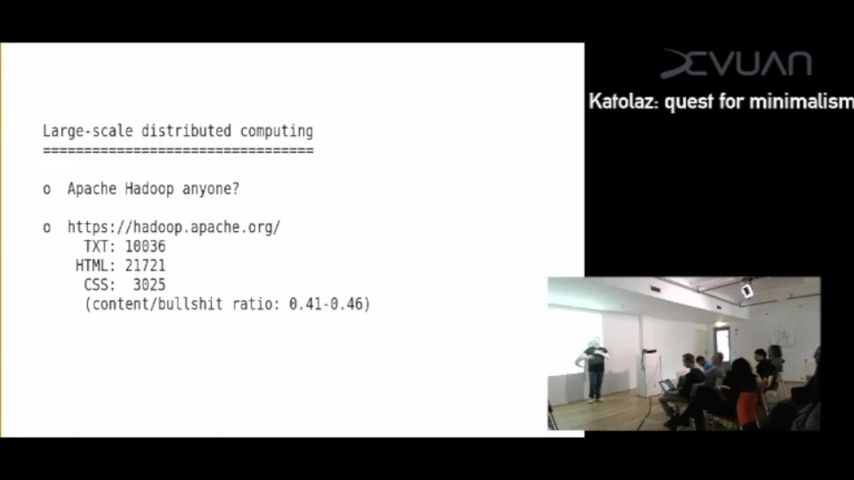 DEVUAN
Katolaz: quest for minimalism
Large-scale distributed computing
=================================
o Apache Hadoop anyone?
o https://hadoop.apache.org/
TXT: 10036
HTML: 21721
CSS: 3025
(content/bullshit ratio: 0.41-0.46)